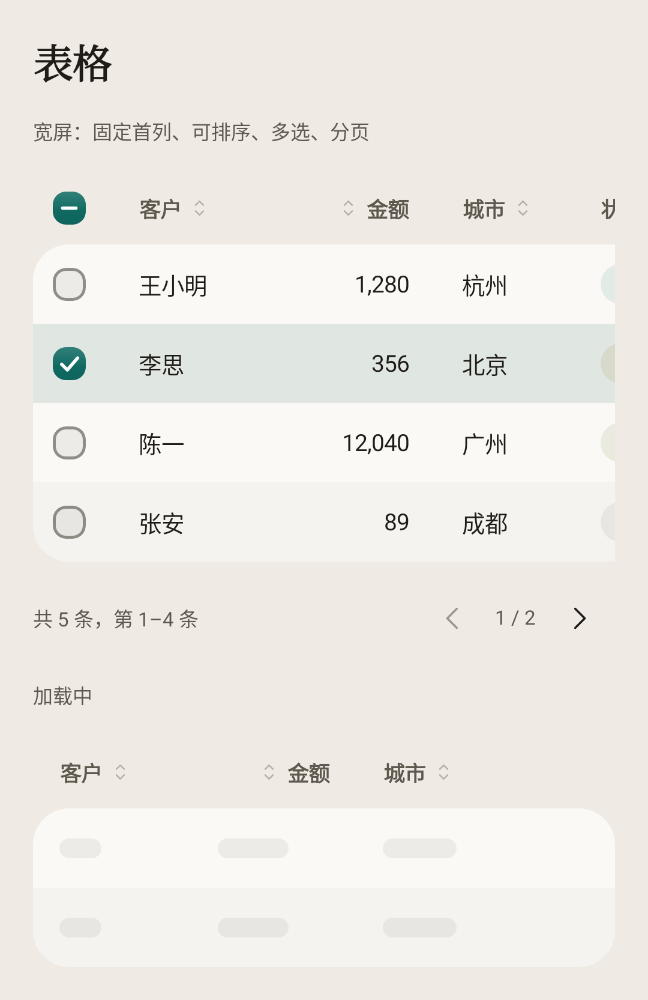 表格
宽屏：固定首列、可排序、多选、分页
客户 金额 城市
王小明 1,280 杭州
李思 356 北京
陈一 12,040 广州
张安 89 成都
共 5 条，第 1–4 条 1 / 2
加载中
客户 金额 城市